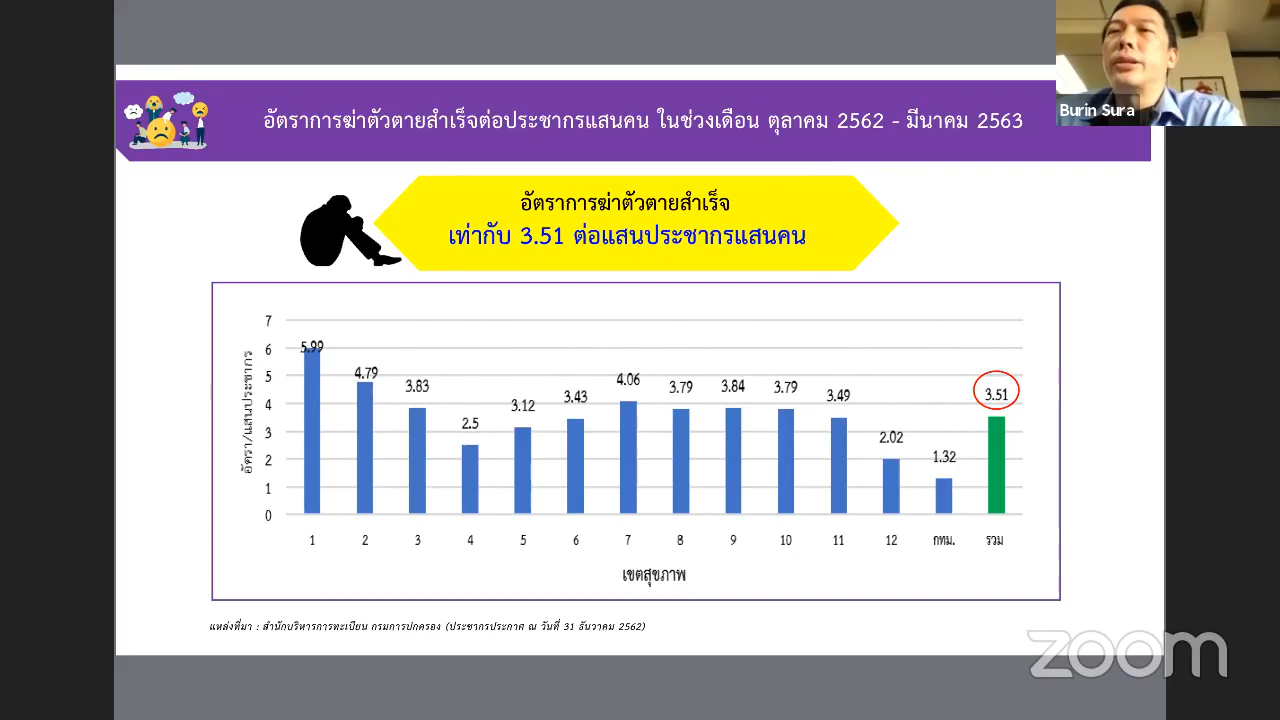 อัตราการฆ่าตัวตายสำเร็จต่อประชากรแสนคน ในช่วงเดือน ตุลาคม 2562 - มีนาคม 2563
Burin Sura
อัตราการฆ่าตัวตายสำเร็จ
เท่ากับ 3.51 ต่อแสนประชากรแสนคน
อัตรา/แสนประชากร
7
6
5
4
3
2
1
0
5.99
4.79
3.83
2.5
3.12
3.43
4.06
3.79
3.84
3.79
3.49
2.02
1.32
3.51
1 2 3 4 5 6 7 8 9 10 11 12 กทม. รวม
เขตสุขภาพ
แหล่งที่มา : สำนักบริหารการทะเบียน กรมการปกครอง (ประชากรประกาศ ณ วันที่ 31 ธันวาคม 2562)
zoom